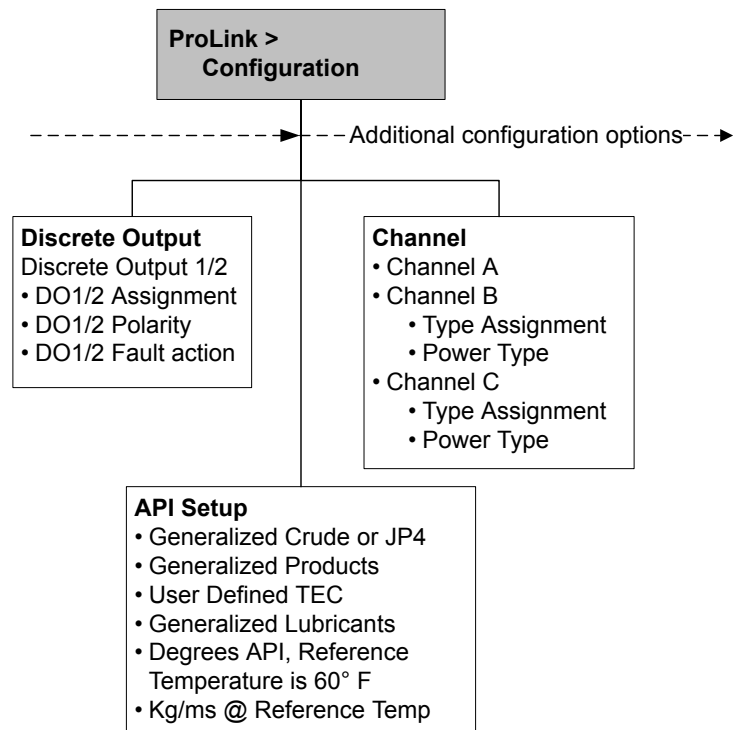 ProLink >
Configuration
Additional configuration options
Discrete Output
Discrete Output 1/2
• DO1/2 Assignment
• DO1/2 Polarity
• DO1/2 Fault action
Channel
• Channel A
• Channel B
• Type Assignment
• Power Type
• Channel C
• Type Assignment
• Power Type
API Setup
• Generalized Crude or JP4
• Generalized Products
• User Defined TEC
• Generalized Lubricants
• Degrees API, Reference
Temperature is 60° F
• Kg/ms @ Reference Temp